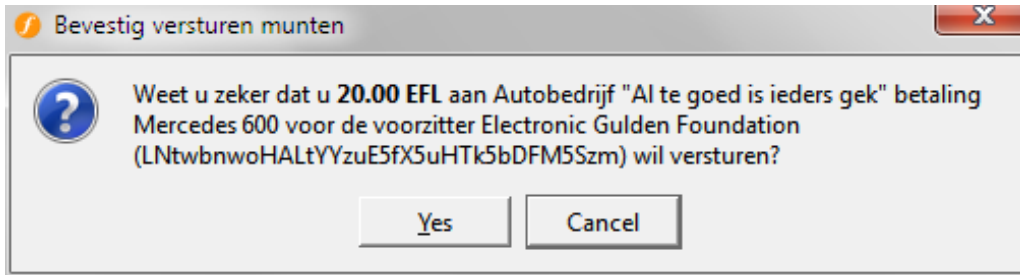 Bevestig versturen munten
Weet u zeker dat u 20.00 EFL aan Autobedrijf "Al te goed is ieders gek" betaling
Mercedes 600 voor de voorzitter Electronic Gulden Foundation
(LNtwbnwoHALtYYzuE5fX5uHTk5bDFM5Szm) wil versturen?
Yes
Cancel